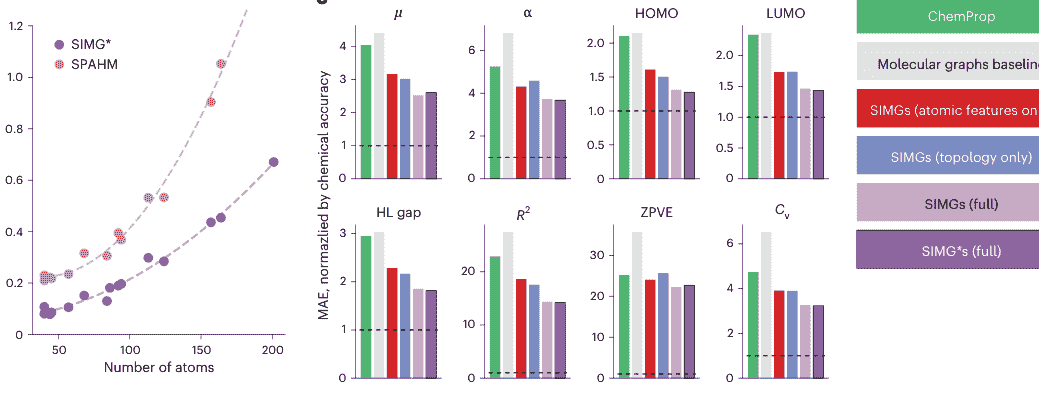 1.2
1.0
0.8
0.6
0.4
0.2
0
SIMG*
SPAHM
50
100
150
200
Number of atoms
MAE, normazlied by chemical accuracy
μ
4
3
2
1
0
α
6
4
2
0
HOMO
2.0
1.5
1.0
0.5
0
LUMO
2.0
1.5
1.0
0.5
0
HL gap
3
2
1
0
R²
20
10
0
ZPVE
30
20
10
0
Cv
6
4
2
0
ChemProp
Molecular graphs
SIMGs (atomic features
SIMGs (topology only)
SIMGs (full)
SIMG*s (full)